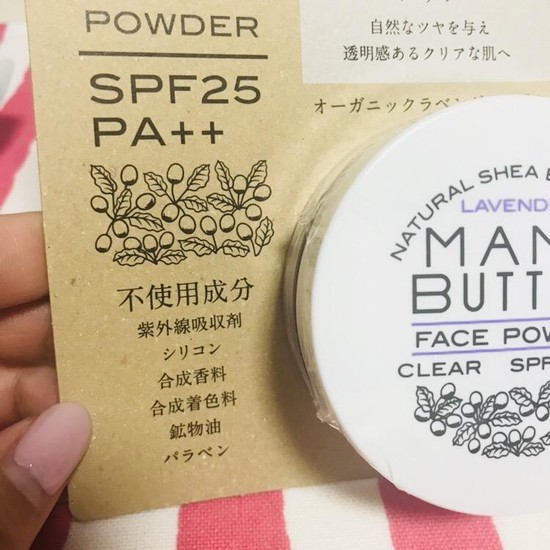 POWDER
SPF25
PA++
不使用成分
紫外線吸収剤
シリコン
合成香料
合成着色料
鉱物油
パラベン
自然なツヤを与え
透明感あるクリアな肌へ
オーガニックラベン
NATURAL SHEA
LAVEND
MAN
BUTT
FACE POW
CLEAR SPF